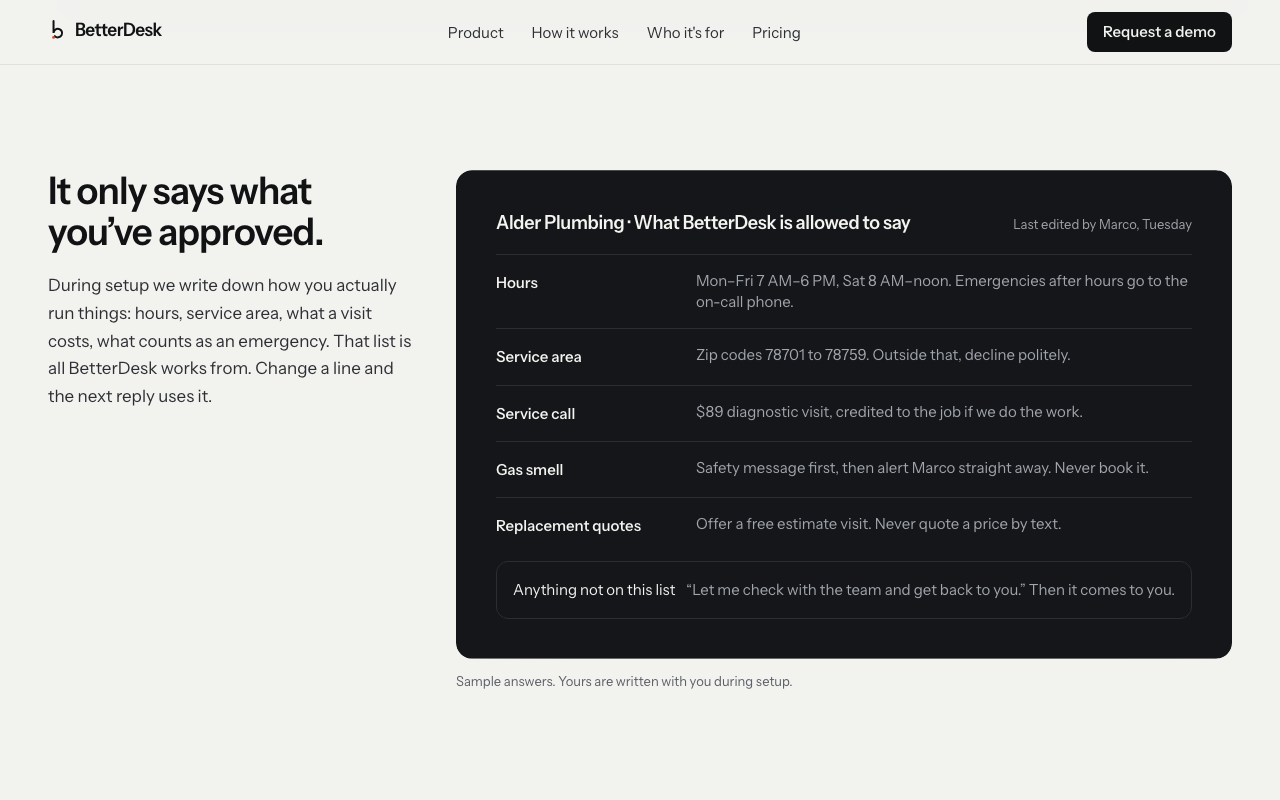 BetterDesk
Product
How it works
Who it's for
Pricing
Request a demo
It only says what
you’ve approved.
During setup we write down how you actually
run things: hours, service area, what a visit
costs, what counts as an emergency. That list is
all BetterDesk works from. Change a line and
the next reply uses it.
Alder Plumbing · What BetterDesk is allowed to say
Last edited by Marco, Tuesday
Hours
Mon–Fri 7 AM–6 PM, Sat 8 AM–noon. Emergencies after hours go to the
on-call phone.
Service area
Zip codes 78701 to 78759. Outside that, decline politely.
Service call
$89 diagnostic visit, credited to the job if we do the work.
Gas smell
Safety message first, then alert Marco straight away. Never book it.
Replacement quotes
Offer a free estimate visit. Never quote a price by text.
Anything not on this list “Let me check with the team and get back to you.” Then it comes to you.
Sample answers. Yours are written with you during setup.